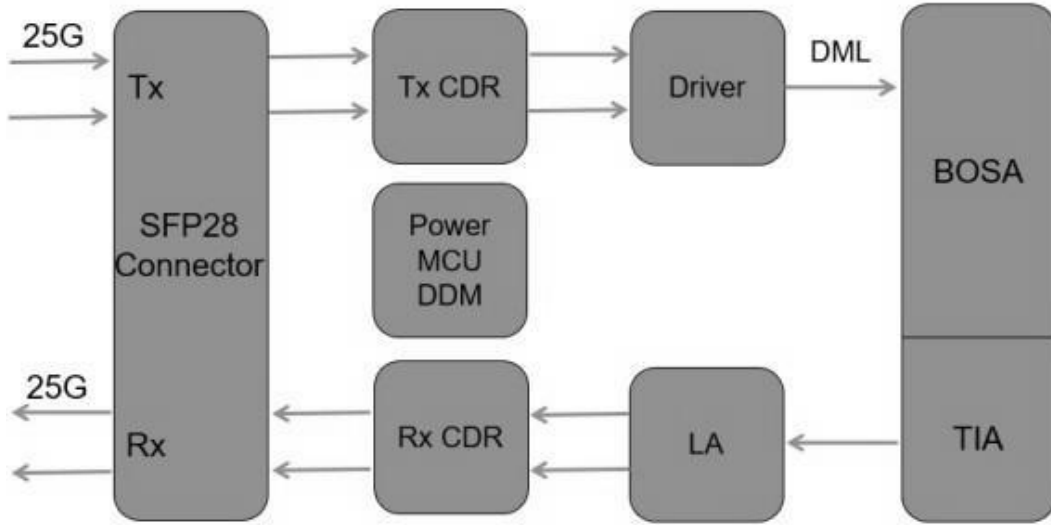 25G
Tx
Tx CDR
Driver
DML
BOSA
SFP28
Connector
Power
MCU
DDM
25G
Rx
Rx CDR
LA
TIA